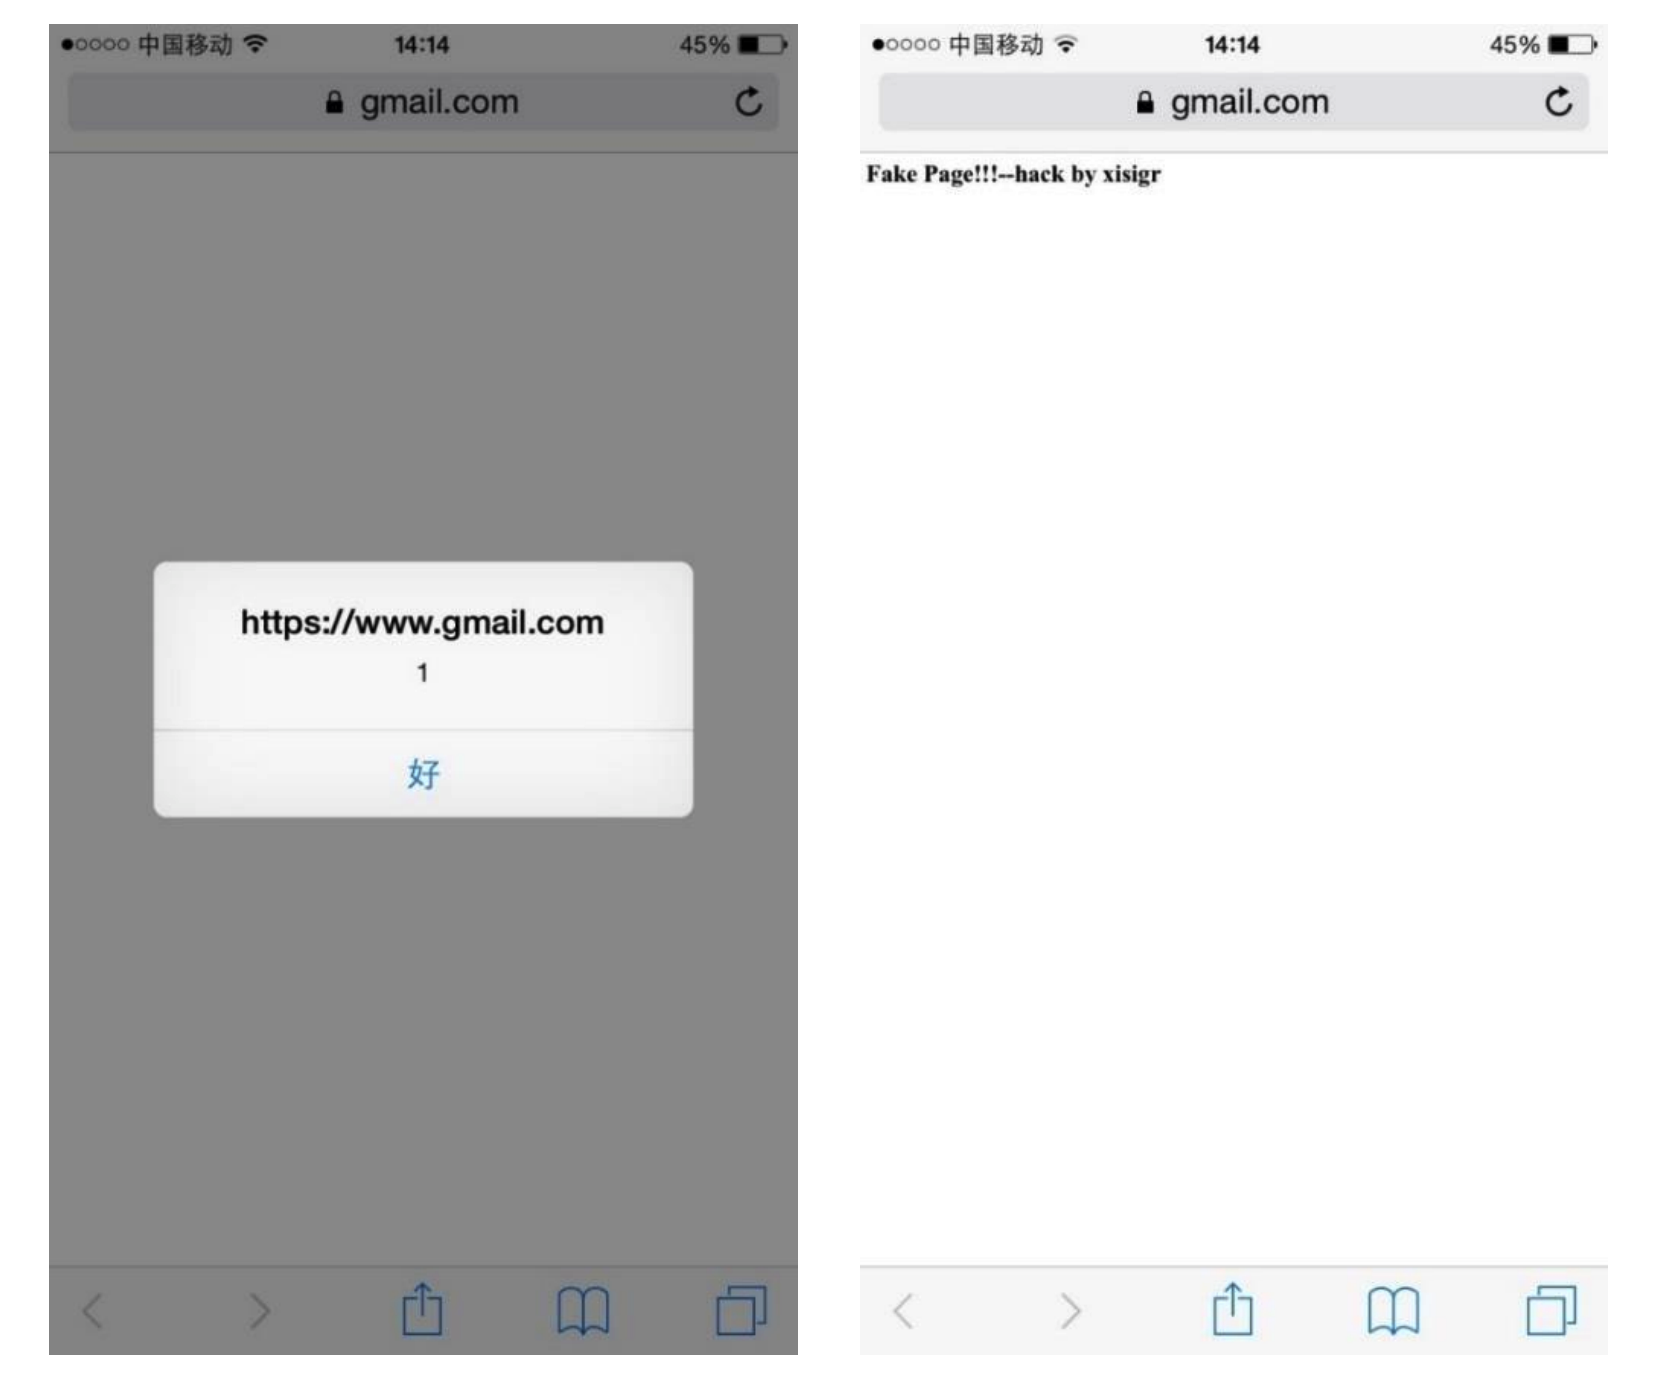 中国移动 14:14 45%
gmail.com
https://www.gmail.com
1
好
中国移动 14:14 45%
gmail.com
Fake Page!!!--hack by xisigr